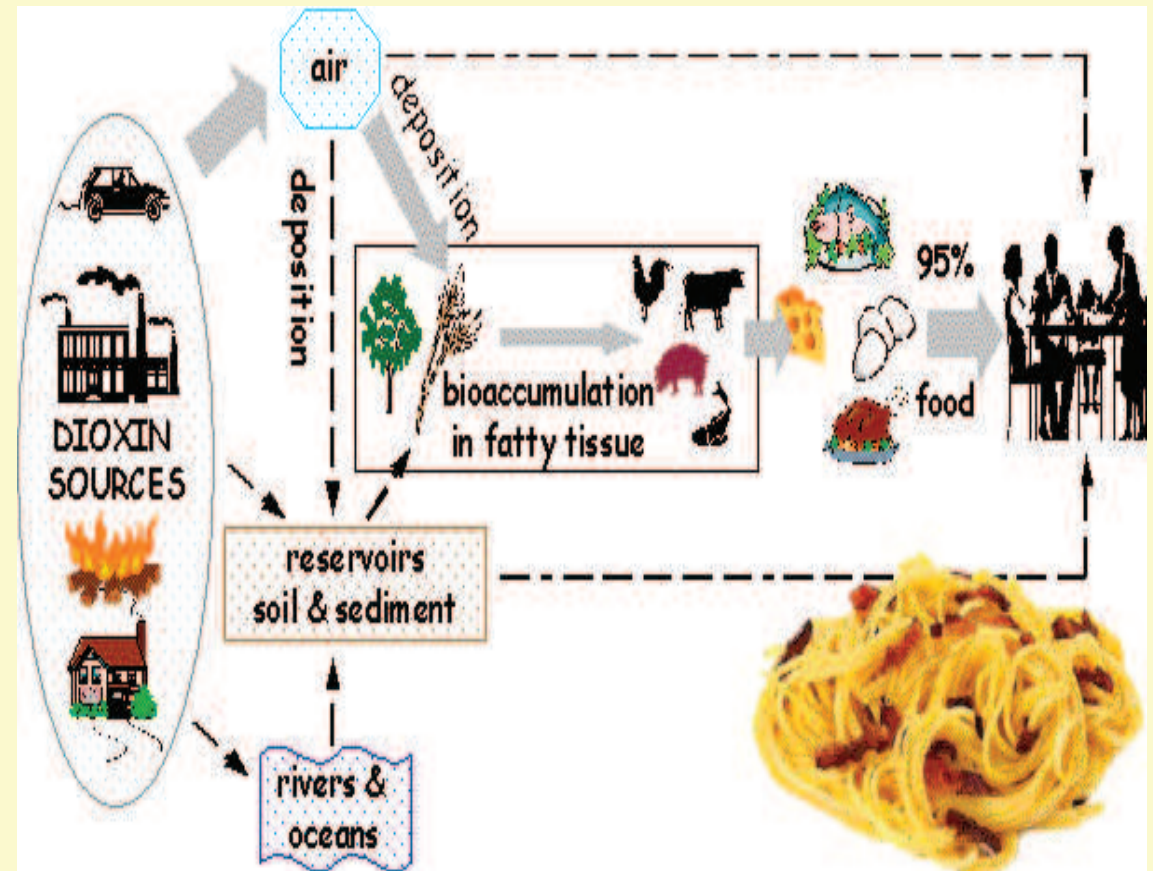 air
deposition
deposition
DIOXIN
SOURCES
bioaccumulation
in fatty tissue
95%
food
reservoirs
soil & sediment
rivers &
oceans